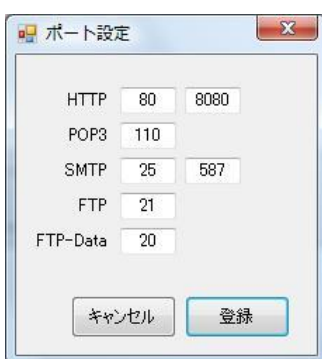 ポート設定
HTTP 80 8080
POP3 110
SMTP 25 587
FTP 21
FTP-Data 20
キャンセル 登録